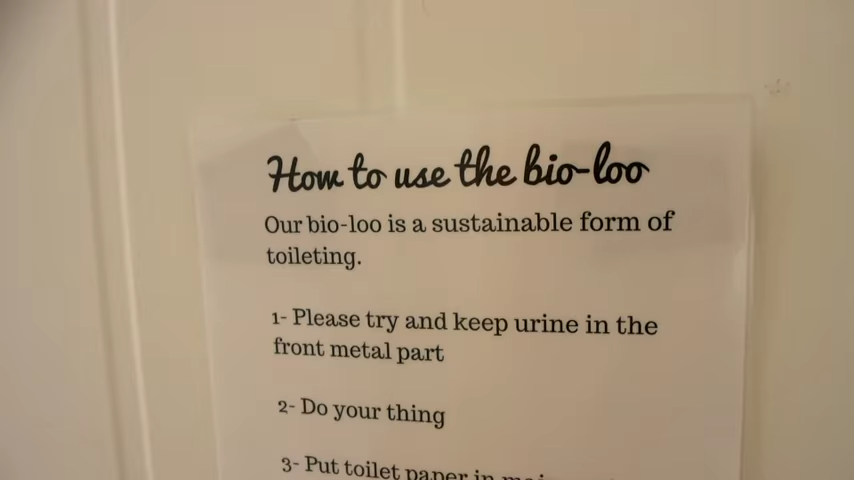 How to use the bio-loo
Our bio-loo is a sustainable form of
toileting.
1- Please try and keep urine in the
front metal part
2- Do your thing
3- Put toilet paper in